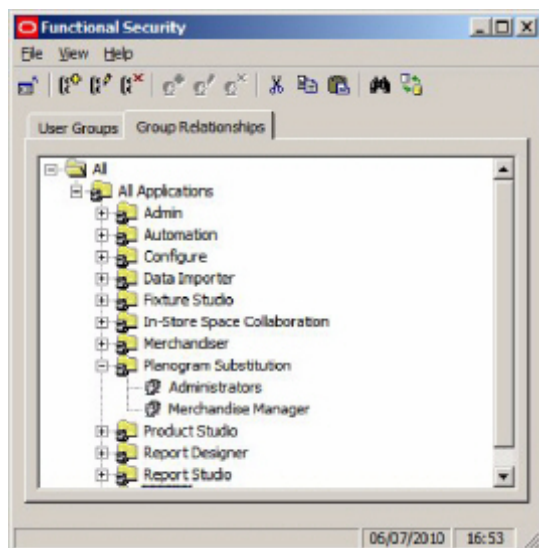 Functional Security
File View Help
User Groups Group Relationships
All
All Applications
Admin
Automation
Configure
Data Importer
Fixture Studio
In-Store Space Collaboration
Merchandiser
Planogram Substitution
Administrators
Merchandise Manager
Product Studio
Report Designer
Report Studio
06/07/2010 16:53